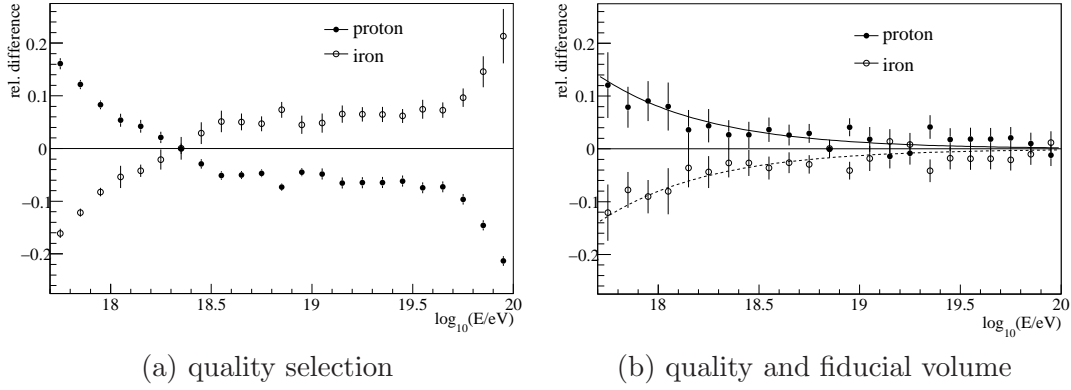 rel. difference
0.2
0.1
0
−0.1
−0.2
proton
iron
18
18.5
19
19.5
20
log10(E/eV)
(a) quality selection
rel. difference
0.2
0.1
0
−0.1
−0.2
proton
iron
18
18.5
19
19.5
20
log10(E/eV)
(b) quality and fiducial volume